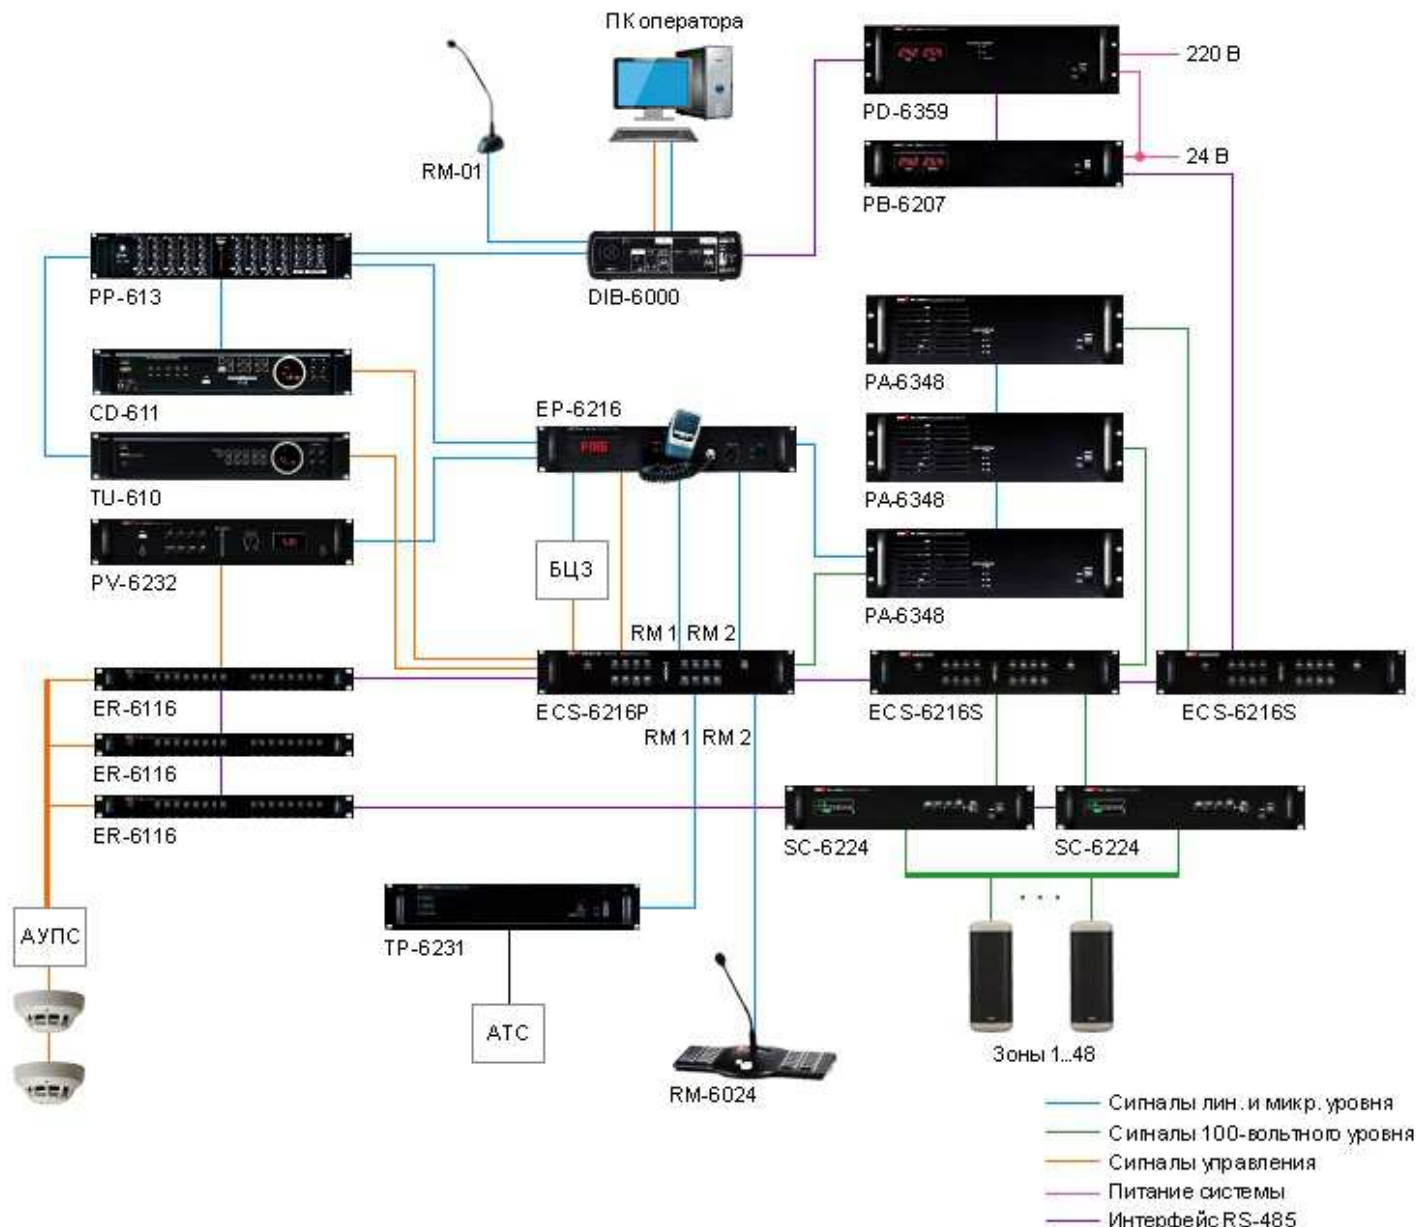 ПК оператора
220 В
PD-6359
24 В
RM-01
PB-6207
PP-613
DIB-6000
PA-6348
CD-611
EP-6216
PA-6348
TU-610
БЦЗ
PV-6232
PA-6348
RM 1 RM 2
ER-6116
ECS-6216P
ECS-6216S
ECS-6216S
RM 1 RM 2
ER-6116
ER-6116
SC-6224
SC-6224
АУПС
TP-6231
АТС
Зоны 1...48
RM-6024
Сигналы лин. и микр. уровня
Сигналы 100-вольтного уровня
Сигналы управления
Питание системы
Интерфейс RS-485